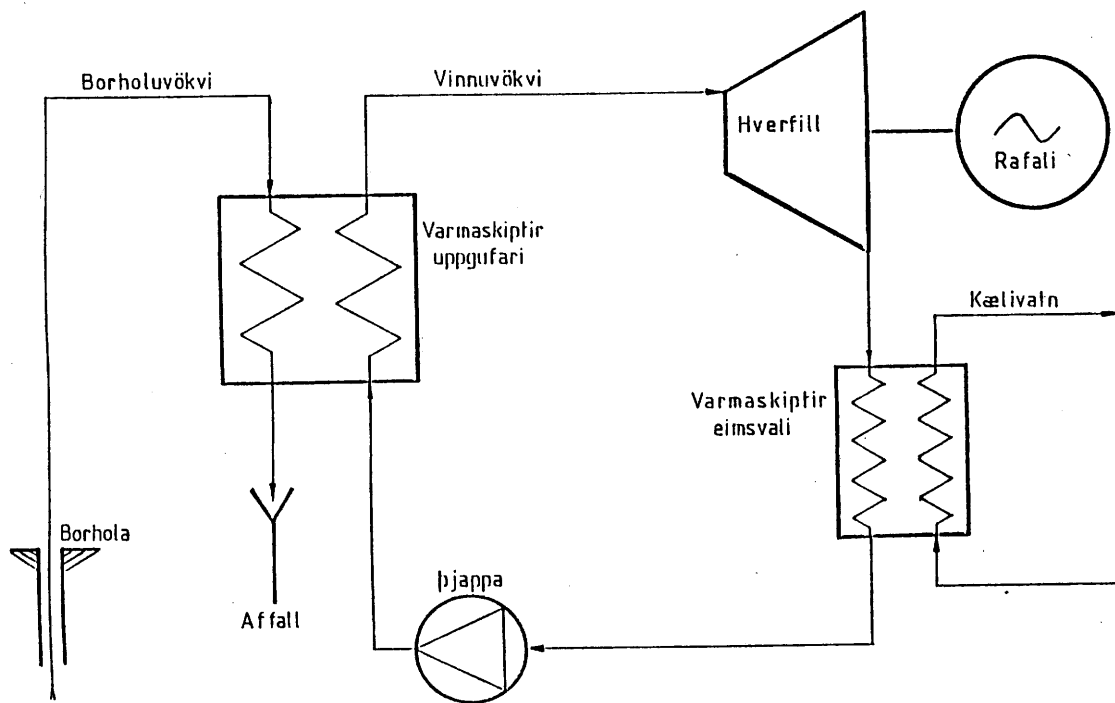 Borholuvökvi
Vinnuvökvi
Hverfill
Rafali
Varmaskiptir
uppgufari
Kælivatn
Varmaskiptir
eimsvali
Borhola
Affall
Þjappa